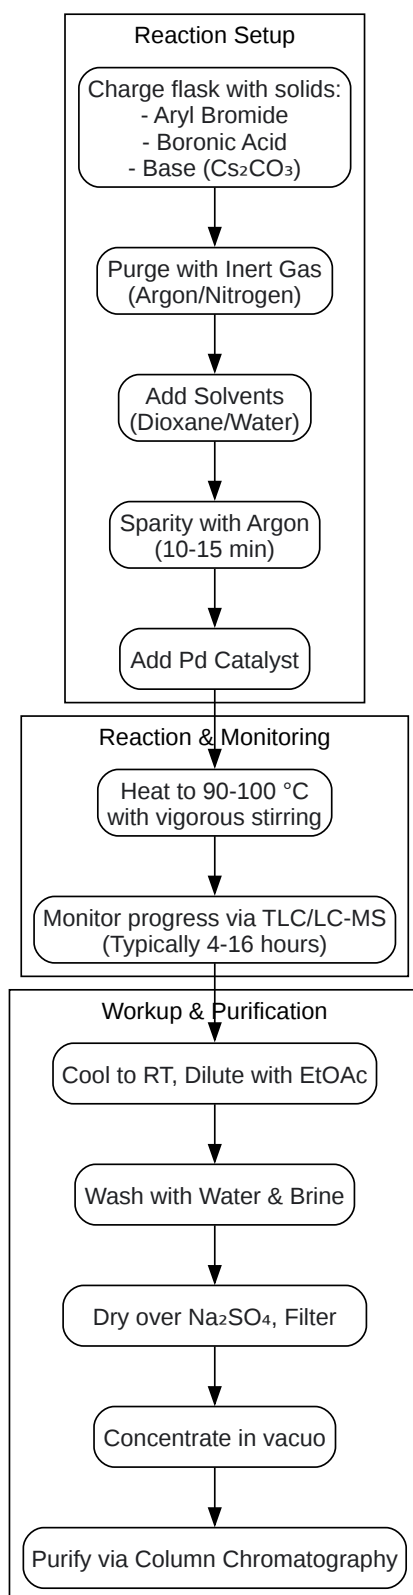 Reaction Setup
Charge flask with solids:
- Aryl Bromide
- Boronic Acid
- Base (Cs₂CO₃)
Purge with Inert Gas
(Argon/Nitrogen)
Add Solvents
(Dioxane/Water)
Sparity with Argon
(10-15 min)
Add Pd Catalyst
Reaction & Monitoring
Heat to 90-100 °C
with vigorous stirring
Monitor progress via TLC/LC-MS
(Typically 4-16 hours)
Workup & Purification
Cool to RT, Dilute with EtOAc
Wash with Water & Brine
Dry over Na₂SO₄, Filter
Concentrate in vacuo
Purify via Column Chromatography